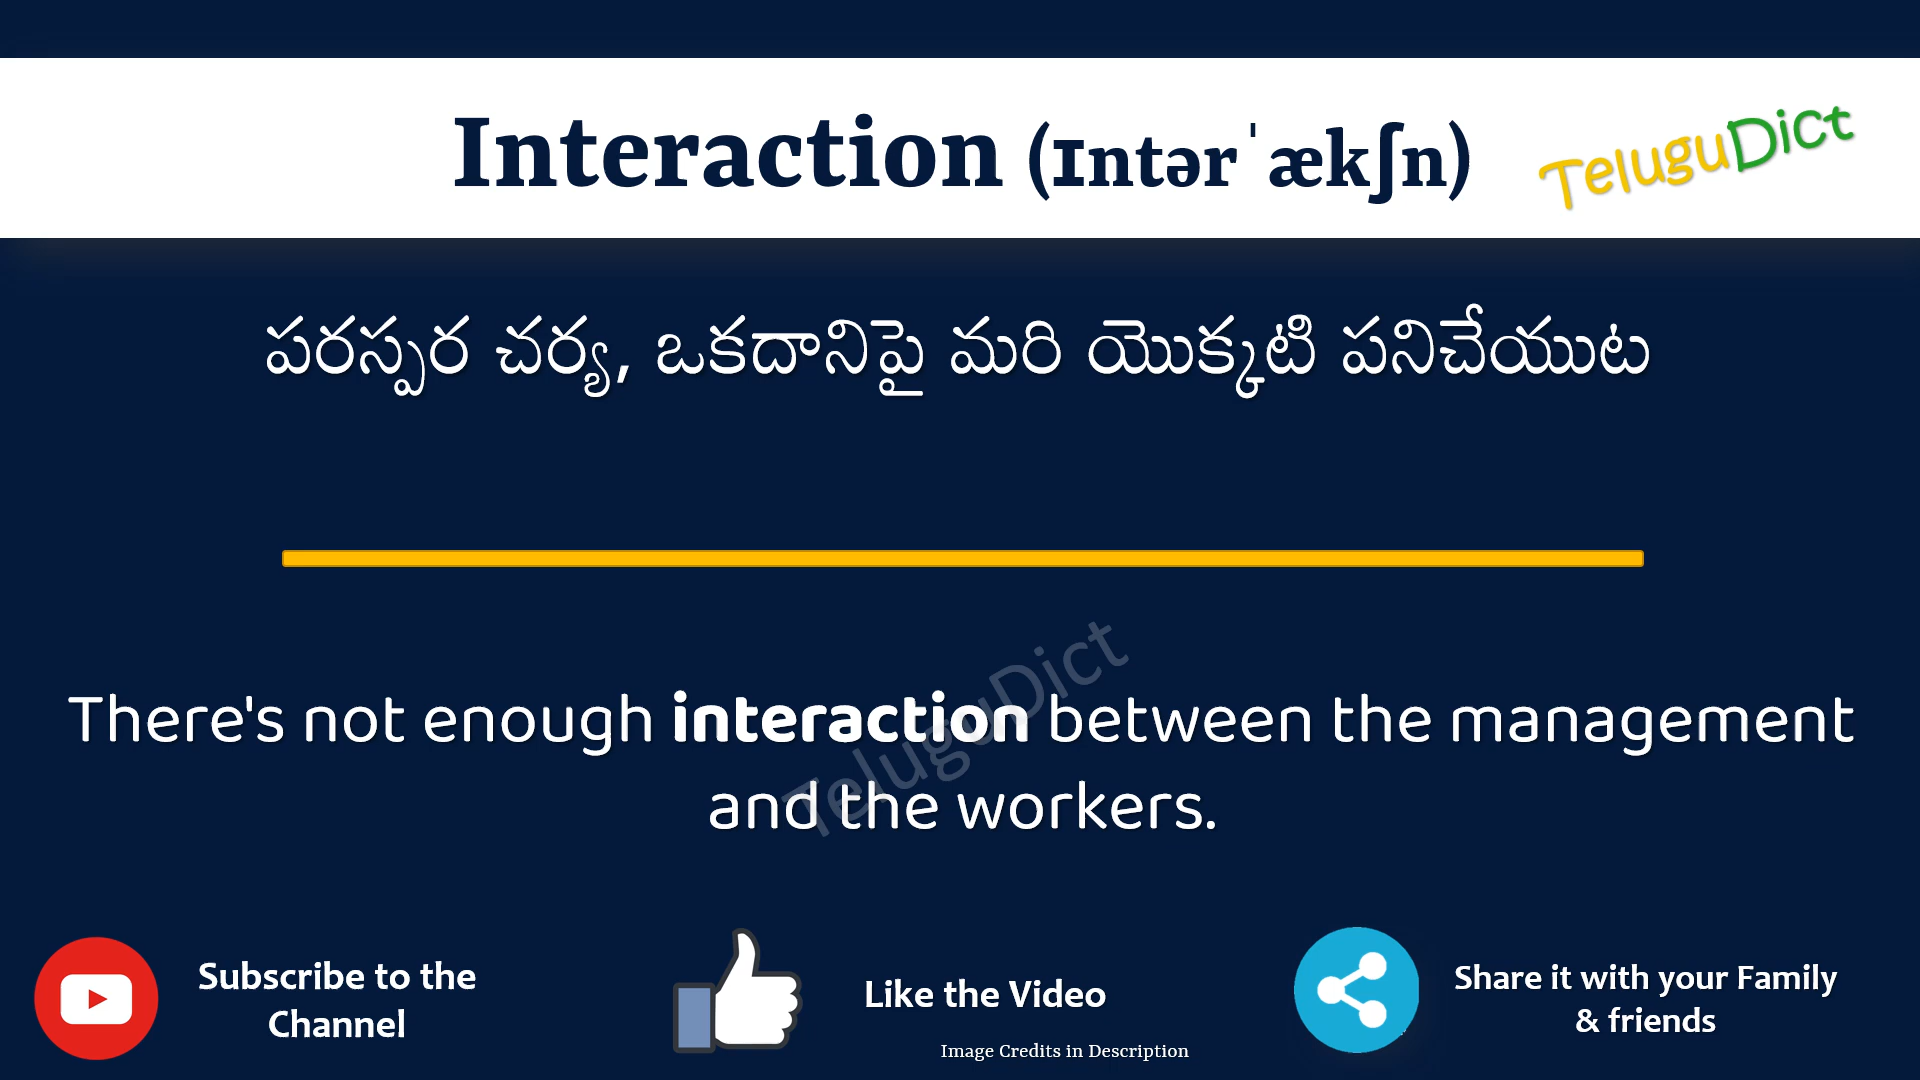 Interaction (ɪntərˈækʃn)
TeluguDict
పరస్పర చర్య, ఒకదానిపై మరి యొక్కటి పనిచేయుట
There's not enough interaction between the management
and the workers.
TeluguDict
Subscribe to the
Channel
Like the Video
Share it with your Family
& friends
Image Credits in Description